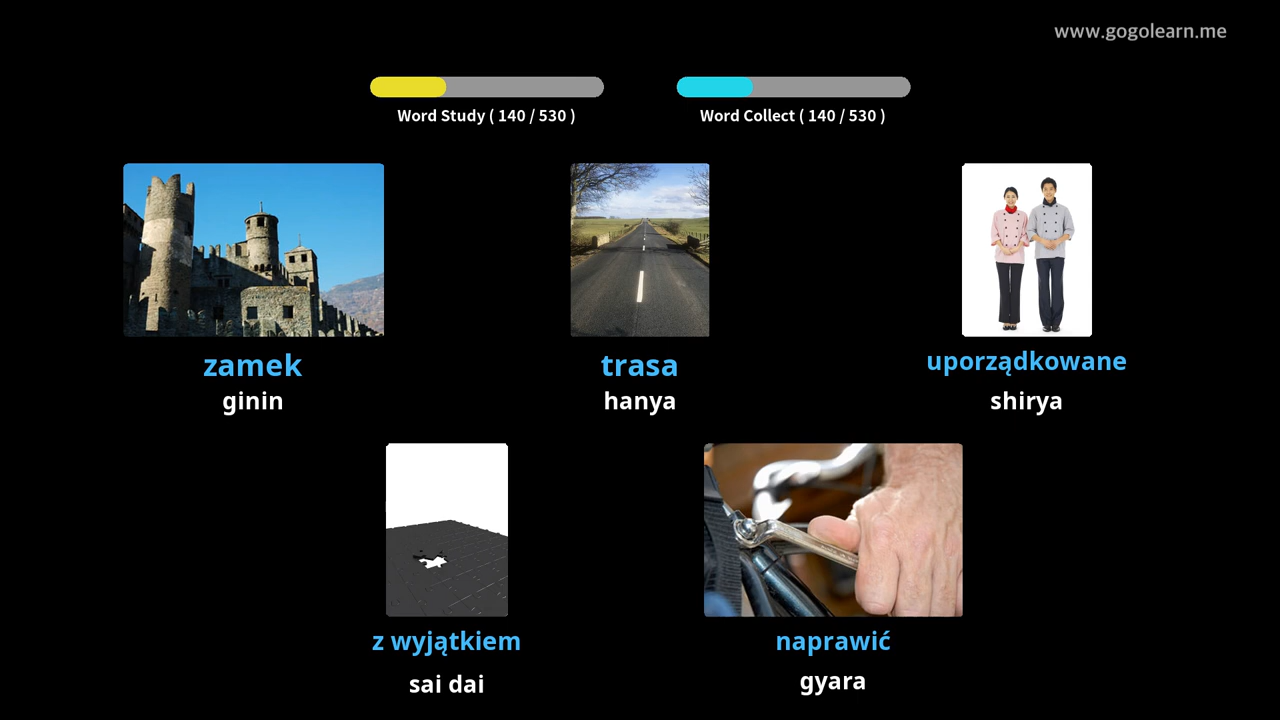 www.gogolearn.me
Word Study ( 140 / 530 )
Word Collect ( 140 / 530 )
zamek
ginin
trasa
hanya
uporządkowane
shirya
z wyjątkiem
sai dai
naprawić
gyara